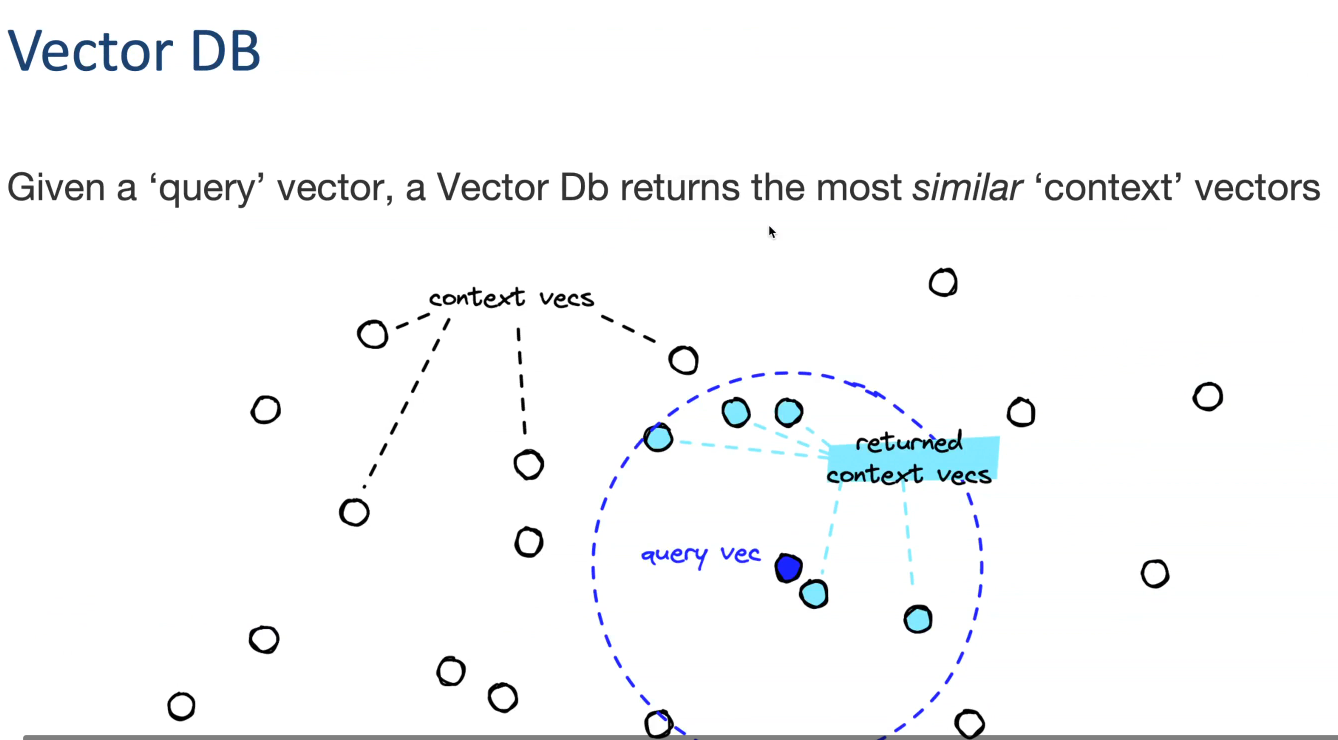 Vector DB
Given a ‘query’ vector, a Vector Db returns the most similar ‘context’ vectors
context vecs
returned
context vecs
query vec